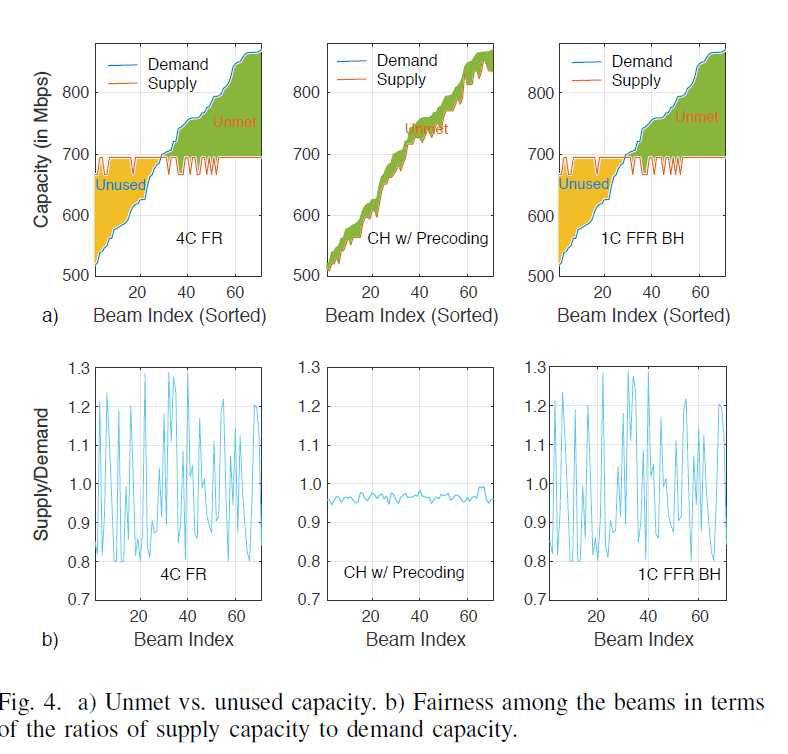 Capacity (in Mbps)
800
700
600
500
Demand
Supply
Unmet
Unused
4C FR
20 40 60
a) Beam Index (Sorted)
800
700
600
500
Demand
Supply
Unmet
CH w/ Precoding
20 40 60
Beam Index (Sorted)
800
700
600
500
Demand
Supply
Unmet
Unused
1C FFR BH
20 40 60
Beam Index (Sorted)
Supply/Demand
1.3
1.2
1.1
1.0
0.9
0.8
0.7
4C FR
20 40 60
b) Beam Index
1.3
1.2
1.1
1.0
0.9
0.8
0.7
CH w/ Precoding
20 40 60
Beam Index
1.3
1.2
1.1
1.0
0.9
0.8
0.7
1C FFR BH
20 40 60
Beam Index
Fig. 4. a) Unmet vs. unused capacity. b) Fairness among the beams in terms
of the ratios of supply capacity to demand capacity.